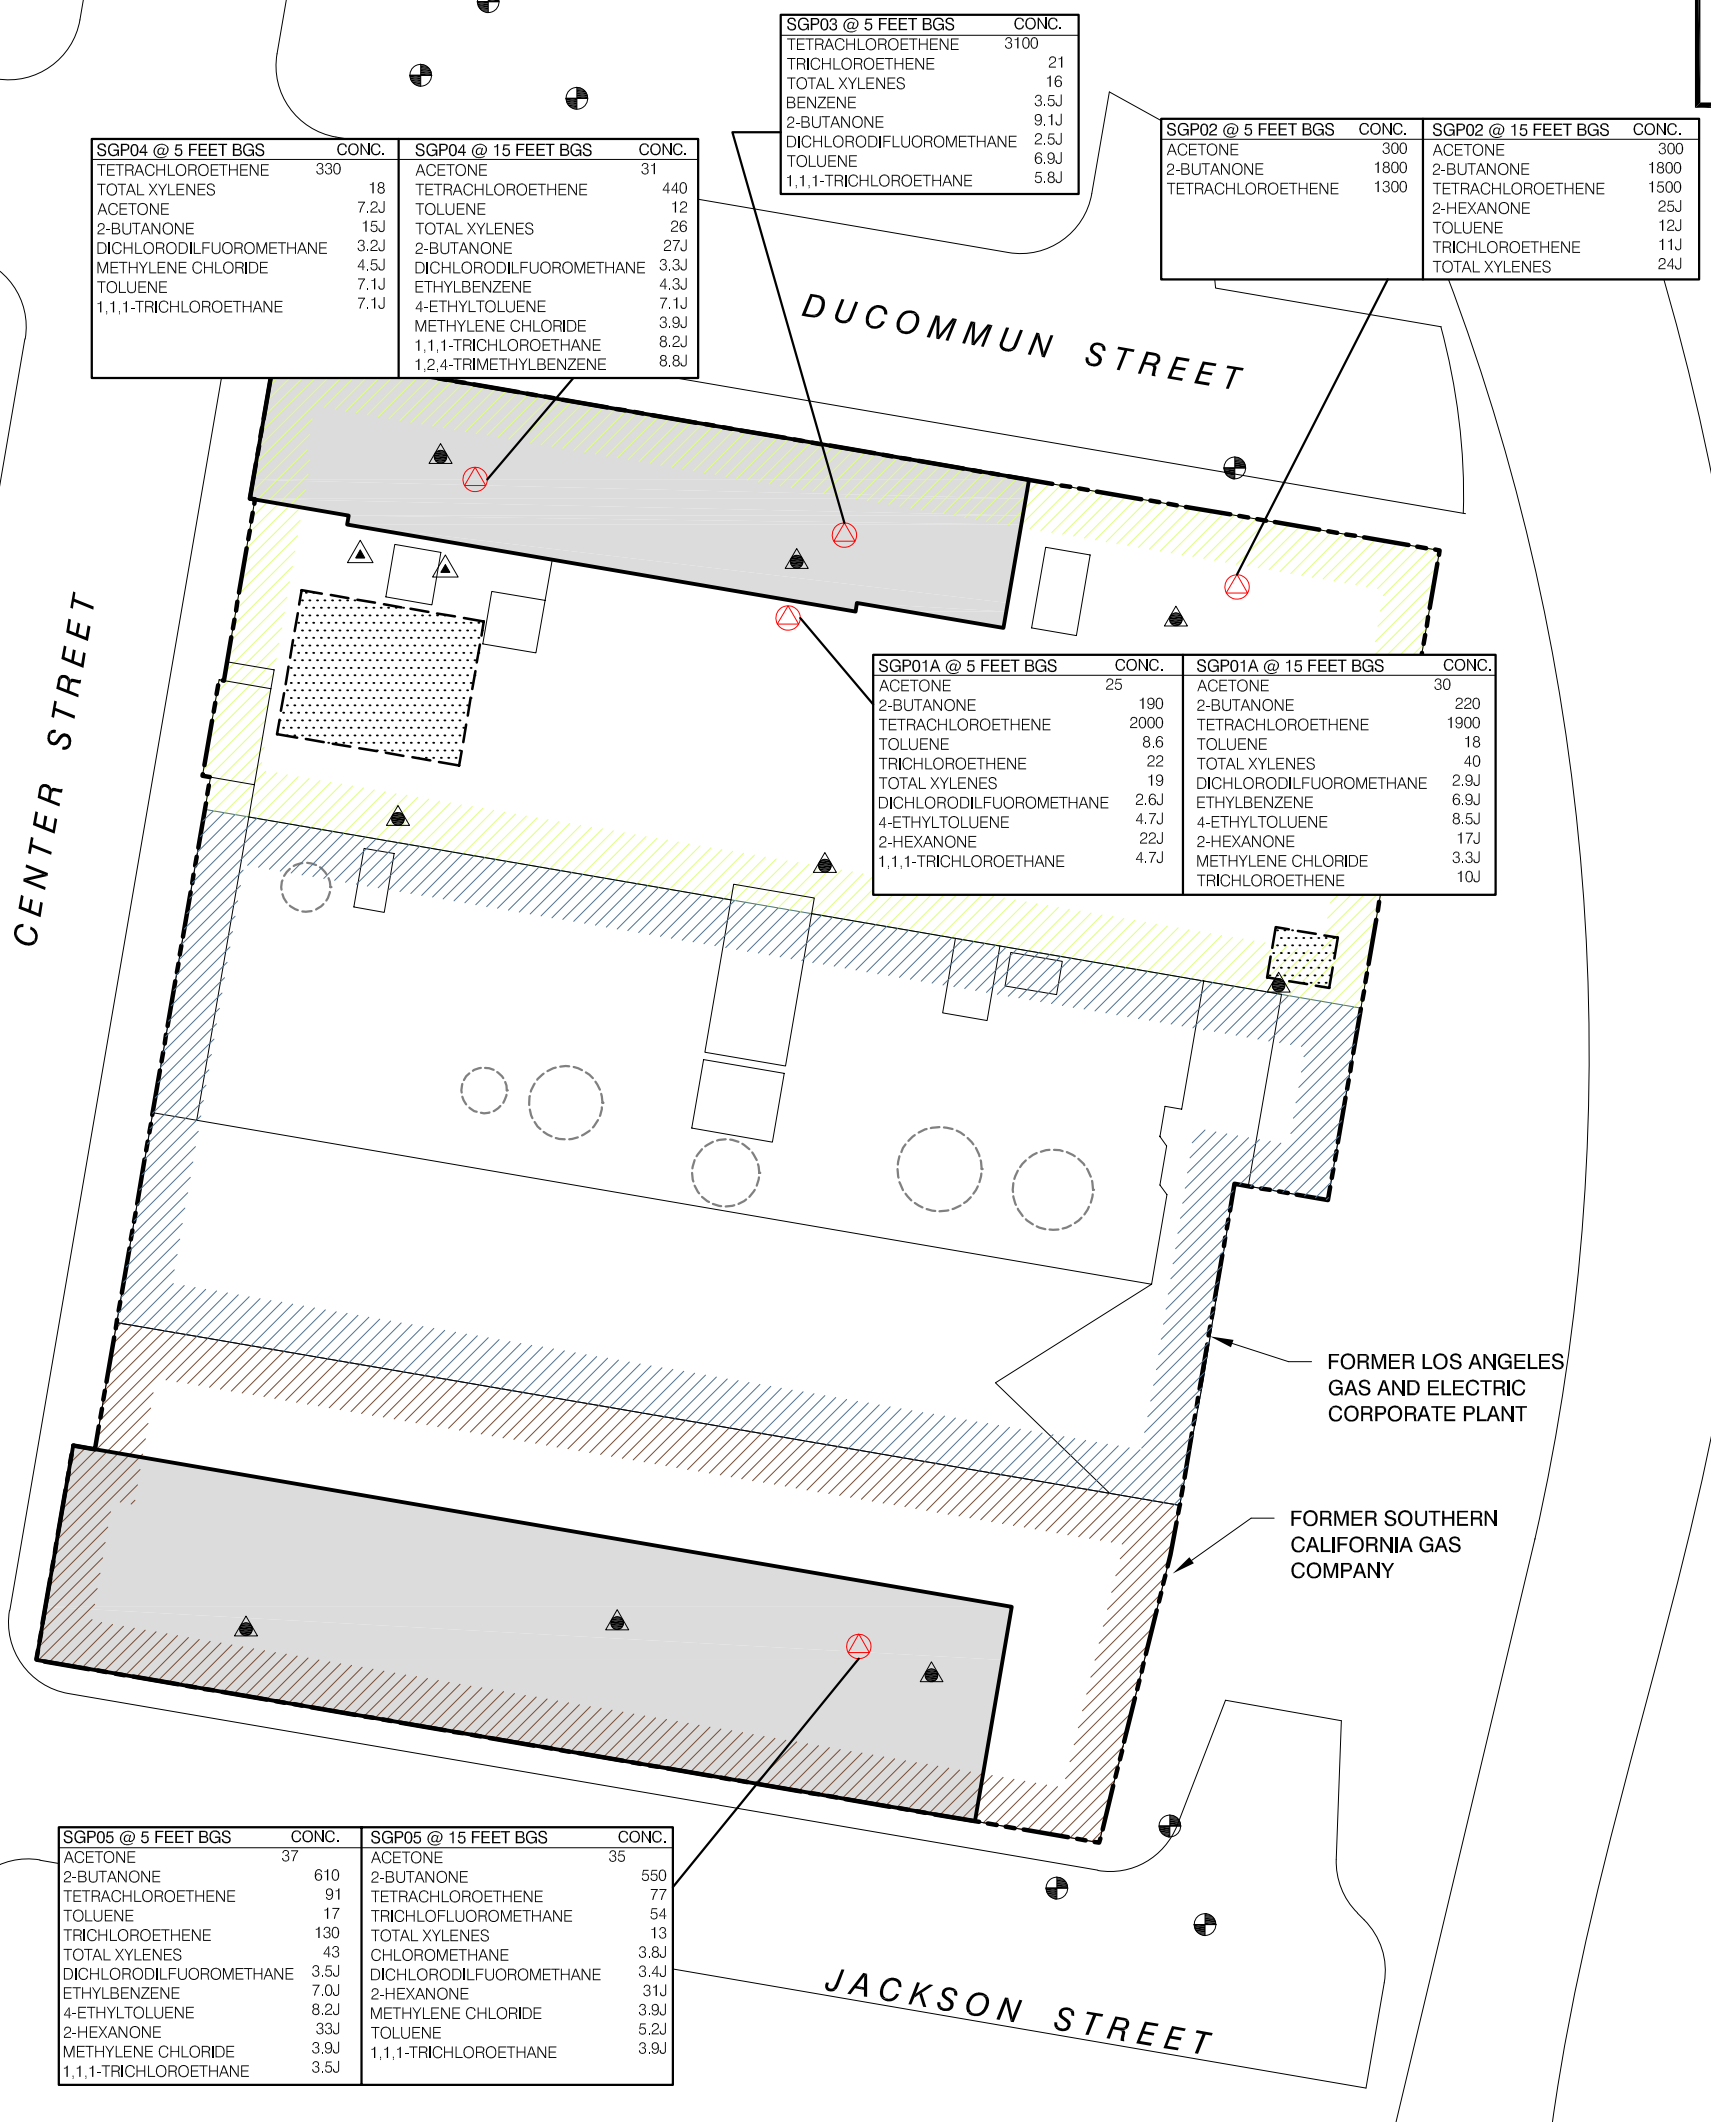 SGP03 @ 5 FEET BGS CONC.
TETRACHLOROETHENE 3100
TRICHLOROETHENE 21
TOTAL XYLENES 16
BENZENE 3.5J
2-BUTANONE 9.1J
DICHLORODIFLUOROMETHANE 2.5J
TOLUENE 6.9J
1,1,1-TRICHLOROETHANE 5.8J
SGP02 @ 5 FEET BGS CONC.
ACETONE 300
2-BUTANONE 1800
TETRACHLOROETHENE 1300
SGP02 @ 15 FEET BGS CONC.
ACETONE 300
2-BUTANONE 1800
TETRACHLOROETHENE 1500
2-HEXANONE 25J
TOLUENE 12J
TRICHLOROETHENE 11J
TOTAL XYLENES 24J
SGP04 @ 5 FEET BGS CONC.
TETRACHLOROETHENE 330
TOTAL XYLENES 18
ACETONE 7.2J
2-BUTANONE 15J
DICHLORODILFUOROMETHANE 3.2J
METHYLENE CHLORIDE 4.5J
TOLUENE 7.1J
1,1,1-TRICHLOROETHANE 7.1J
SGP04 @ 15 FEET BGS CONC.
ACETONE 31
TETRACHLOROETHENE 440
TOLUENE 12
TOTAL XYLENES 26
2-BUTANONE 27J
DICHLORODILFUOROMETHANE 3.3J
ETHYLBENZENE 4.3J
4-ETHYLTOLUENE 7.1J
METHYLENE CHLORIDE 3.9J
1,1,1-TRICHLOROETHANE 8.2J
1,2,4-TRIMETHYLBENZENE 8.8J
DUCOMMUN STREET
CENTER STREET
SGP01A @ 5 FEET BGS CONC.
ACETONE 25
2-BUTANONE 190
TETRACHLOROETHENE 2000
TOLUENE 8.6
TRICHLOROETHENE 22
TOTAL XYLENES 19
DICHLORODILFUOROMETHANE 2.6J
4-ETHYLTOLUENE 4.7J
2-HEXANONE 22J
1,1,1-TRICHLOROETHANE 4.7J
SGP01A @ 15 FEET BGS CONC.
ACETONE 30
2-BUTANONE 220
TETRACHLOROETHENE 1900
TOLUENE 18
TOTAL XYLENES 40
DICHLORODILFUOROMETHANE 2.9J
ETHYLBENZENE 6.9J
4-ETHYLTOLUENE 8.5J
2-HEXANONE 17J
METHYLENE CHLORIDE 3.3J
TRICHLOROETHENE 10J
FORMER LOS ANGELES
GAS AND ELECTRIC
CORPORATE PLANT
FORMER SOUTHERN
CALIFORNIA GAS
COMPANY
SGP05 @ 5 FEET BGS CONC.
ACETONE 37
2-BUTANONE 610
TETRACHLOROETHENE 91
TOLUENE 17
TRICHLOROETHENE 130
TOTAL XYLENES 43
DICHLORODILFUOROMETHANE 3.5J
ETHYLBENZENE 7.0J
4-ETHYLTOLUENE 8.2J
2-HEXANONE 33J
METHYLENE CHLORIDE 3.9J
1,1,1-TRICHLOROETHANE 3.5J
SGP05 @ 15 FEET BGS CONC.
ACETONE 35
2-BUTANONE 550
TETRACHLOROETHENE 77
TRICHLOFLUOROMETHANE 54
TOTAL XYLENES 13
CHLOROMETHANE 3.8J
DICHLORODILFUOROMETHANE 3.4J
2-HEXANONE 31J
METHYLENE CHLORIDE 3.9J
TOLUENE 5.2J
1,1,1-TRICHLOROETHANE 3.9J
JACKSON STREET